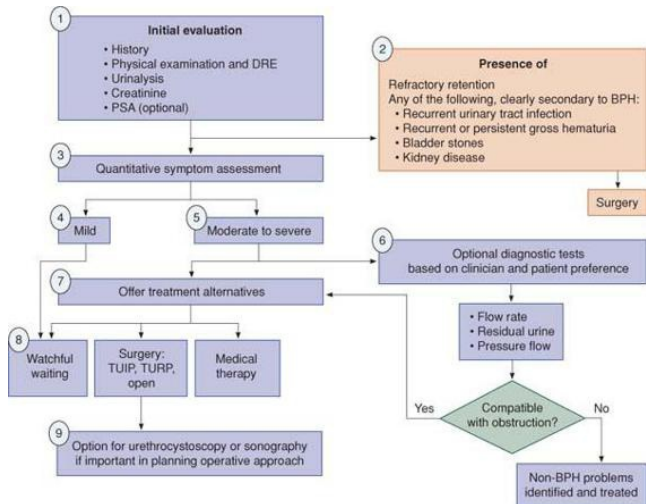 1
Initial evaluation
• History
• Physical examination and DRE
• Urinalysis
• Creatinine
• PSA (optional)
2
Presence of
Refractory retention
Any of the following, clearly secondary to BPH:
• Recurrent urinary tract infection
• Recurrent or persistent gross hematuria
• Bladder stones
• Kidney disease
Surgery
3
Quantitative symptom assessment
4
Mild
5
Moderate to severe
6
Optional diagnostic tests
based on clinician and patient preference
• Flow rate
• Residual urine
• Pressure flow
Compatible
with obstruction?
Yes
No
Non-BPH problems
identified and treated
7
Offer treatment alternatives
8
Watchful
waiting
Surgery:
TUIP, TURP,
open
Medical
therapy
9
Option for urethrocystoscopy or sonography
if important in planning operative approach